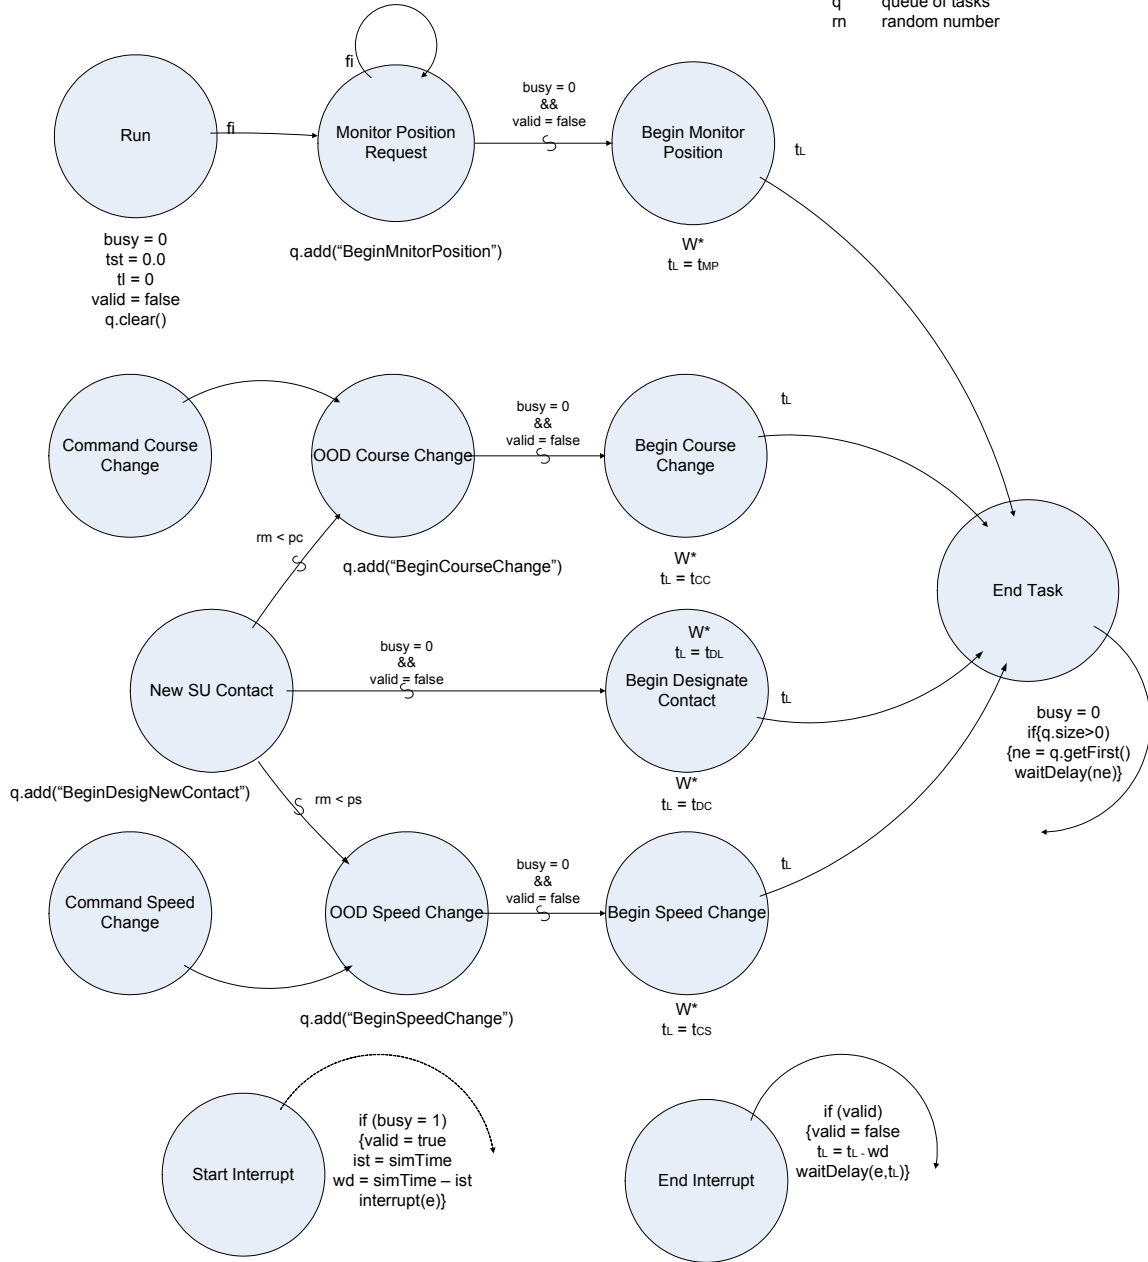 q queue of tasks
rn random number
fi
fi
busy = 0
&&
valid = false
Run
Monitor Position
Request
Begin Monitor
Position
tL
busy = 0
tst = 0.0
tl = 0
valid = false
q.clear()
q.add(“BeginMnitorPosition”)
W*
tL = tMP
Command Course
Change
OOD Course Change
busy = 0
&&
valid = false
Begin Course
Change
tL
rm < pc
q.add(“BeginCourseChange”)
W*
tL = tCC
End Task
New SU Contact
busy = 0
&&
valid = false
W*
tL = tDL
Begin Designate
Contact
tL
busy = 0
if{q.size>0)
{ne = q.getFirst()
waitDelay(ne)}
q.add(“BeginDesigNewContact”)
rm < ps
W*
tL = tDC
Command Speed
Change
OOD Speed Change
busy = 0
&&
valid = false
Begin Speed Change
tL
q.add(“BeginSpeedChange”)
W*
tL = tCS
Start Interrupt
if (busy = 1)
{valid = true
ist = simTime
wd = simTime – ist
interrupt(e)}
End Interrupt
if (valid)
{valid = false
tL = tL - wd
waitDelay(e,tL)}